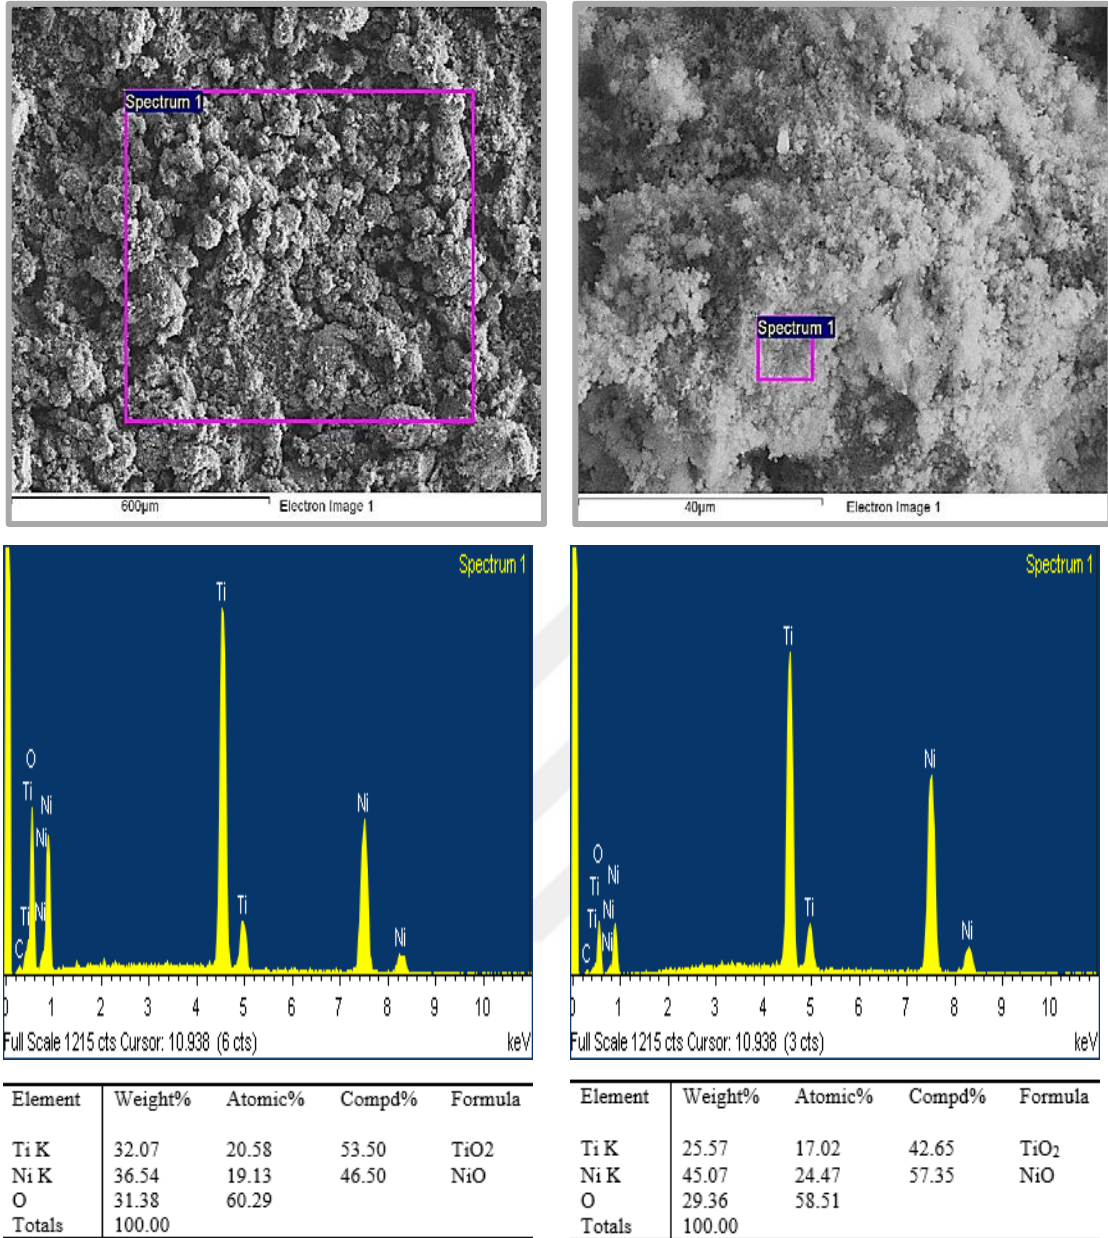 Spectrum 1
600µm Electron Image 1
Spectrum 1
40µm Electron Image 1
Spectrum 1
Ti
O
Ti
Ni
Ni
Ni
Ti
Ni
Ti
C
Ni
0 1 2 3 4 5 6 7 8 9 10
Full Scale 1215 cts Cursor: 10.938 (6 cts) keV
Spectrum 1
Ti
Ni
O
Ni
Ti
Ni
Ti
Ti
Ni
Ni
C
0 1 2 3 4 5 6 7 8 9 10
Full Scale 1215 cts Cursor: 10.938 (3 cts) keV
Element Weight% Atomic% Compd% Formula
Ti K 32.07 20.58 53.50 TiO2
Ni K 36.54 19.13 46.50 NiO
O 31.38 60.29
Totals 100.00
Element Weight% Atomic% Compd% Formula
Ti K 25.57 17.02 42.65 TiO₂
Ni K 45.07 24.47 57.35 NiO
O 29.36 58.51
Totals 100.00